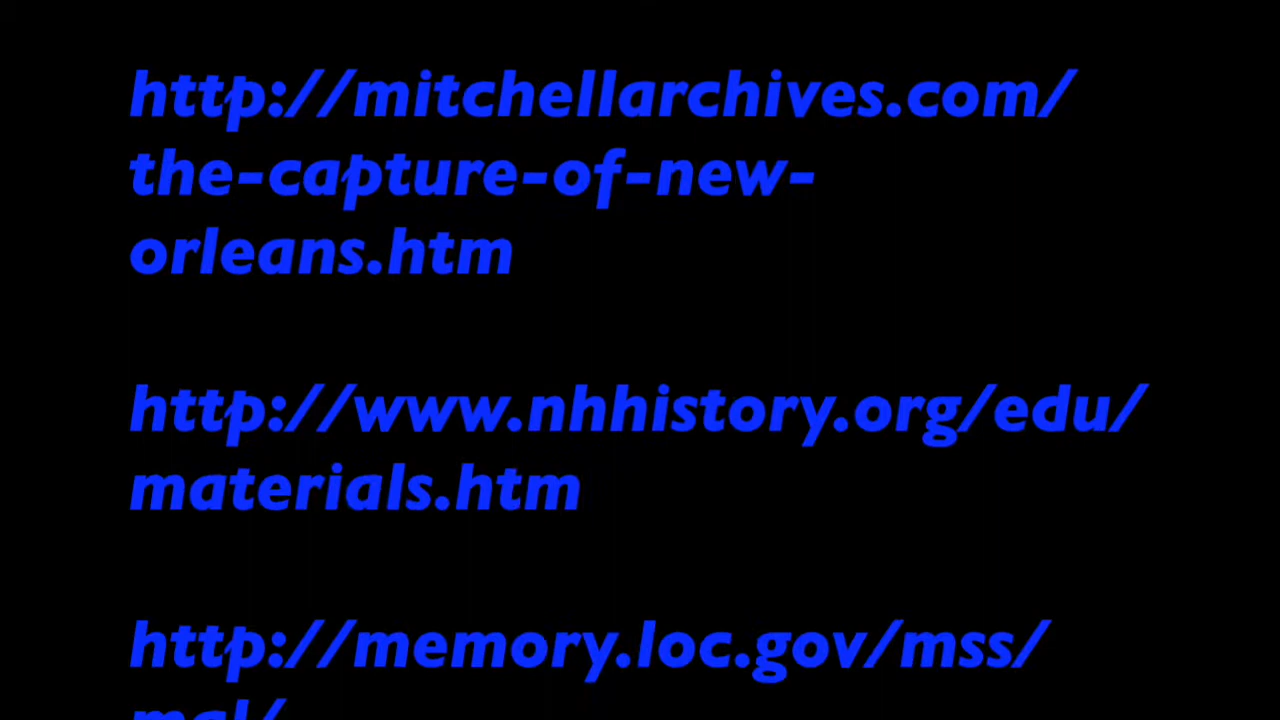 http://mitchellarchives.com/
the-capture-of-new-
orleans.htm
http://www.nhhistory.org/edu/
materials.htm
http://memory.loc.gov/mss/
mal/